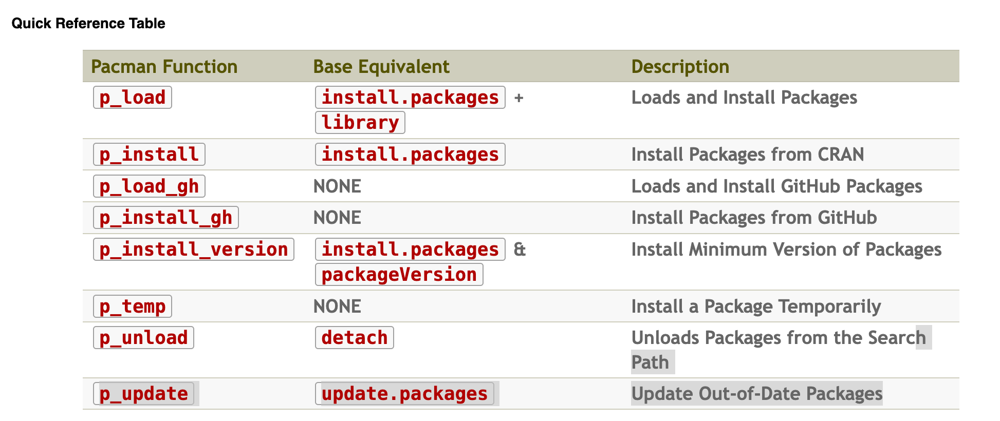 Quick Reference Table
Pacman Function Base Equivalent Description
p_load install.packages + Loads and Install Packages
library
p_install install.packages Install Packages from CRAN
p_load_gh NONE Loads and Install GitHub Packages
p_install_gh NONE Install Packages from GitHub
p_install_version install.packages & Install Minimum Version of Packages
packageVersion
p_temp NONE Install a Package Temporarily
p_unload detach Unloads Packages from the Search
Path
p_update update.packages Update Out-of-Date Packages